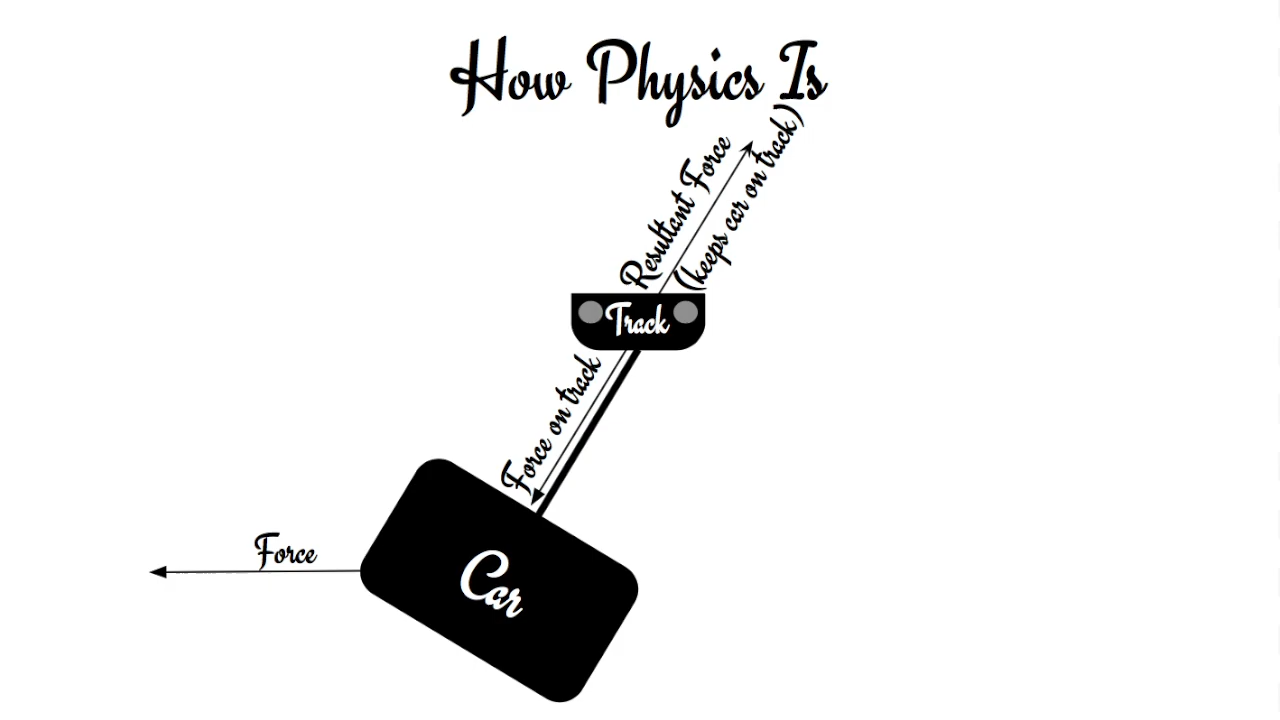 How Physics Is
Resultant Force
(keeps car on track)
Track
Force on track
Force
Car